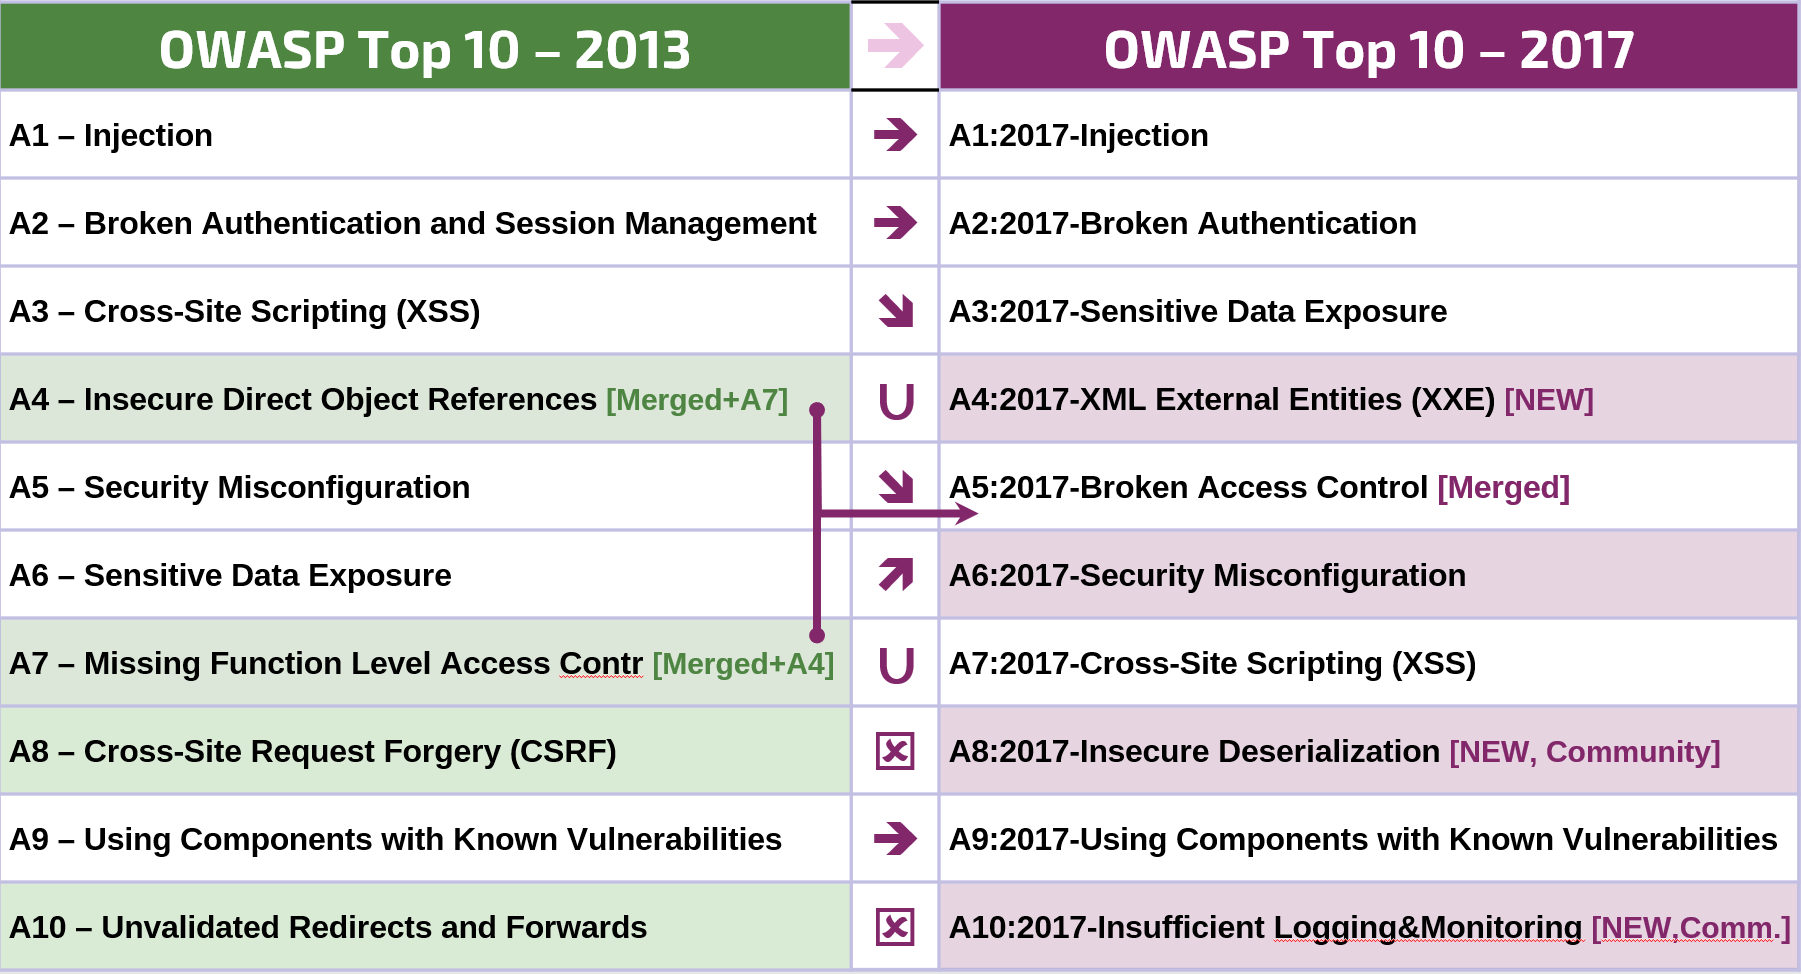 OWASP Top 10 – 2013 → OWASP Top 10 – 2017
A1 – Injection → A1:2017-Injection
A2 – Broken Authentication and Session Management → A2:2017-Broken Authentication
A3 – Cross-Site Scripting (XSS) ↘ A3:2017-Sensitive Data Exposure
A4 – Insecure Direct Object References [Merged+A7] U A4:2017-XML External Entities (XXE) [NEW]
A5 – Security Misconfiguration ↘ A5:2017-Broken Access Control [Merged]
A6 – Sensitive Data Exposure ↗ A6:2017-Security Misconfiguration
A7 – Missing Function Level Access Contr [Merged+A4] U A7:2017-Cross-Site Scripting (XSS)
A8 – Cross-Site Request Forgery (CSRF) ☒ A8:2017-Insecure Deserialization [NEW, Community]
A9 – Using Components with Known Vulnerabilities → A9:2017-Using Components with Known Vulnerabilities
A10 – Unvalidated Redirects and Forwards ☒ A10:2017-Insufficient Logging&Monitoring [NEW,Comm.]